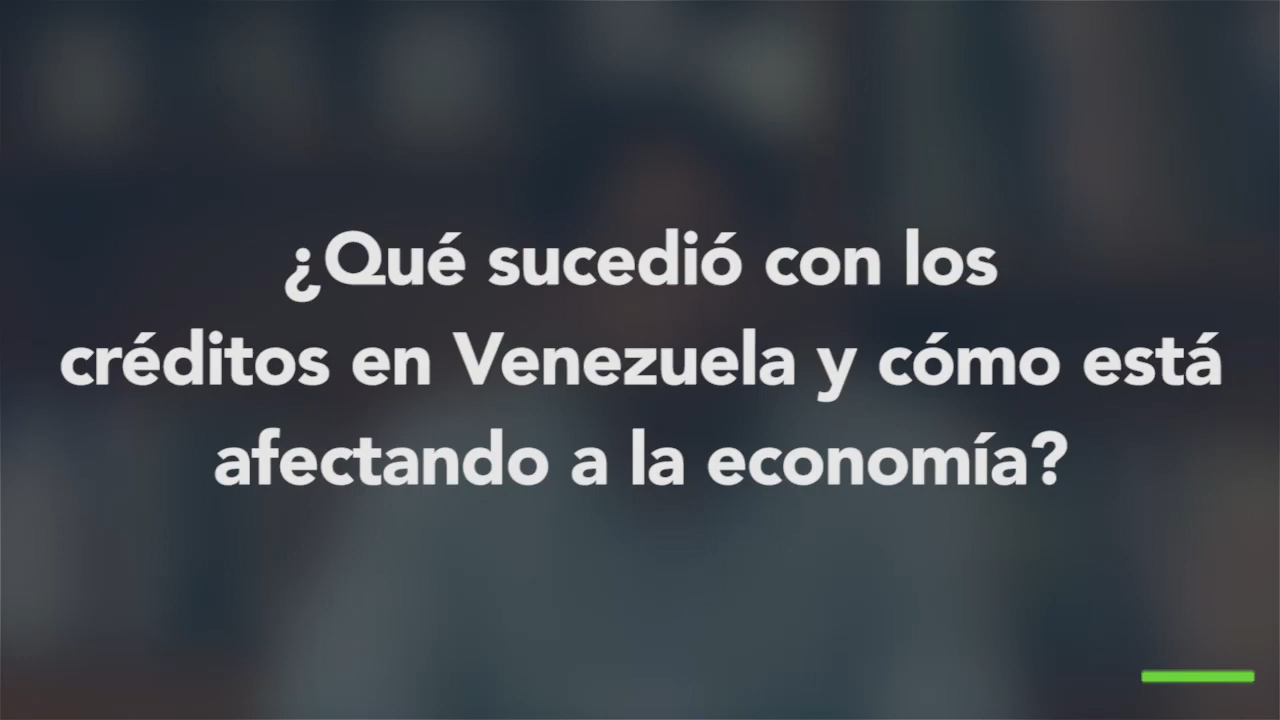 ¿Qué sucedió con los
créditos en Venezuela y cómo está
afectando a la economía?